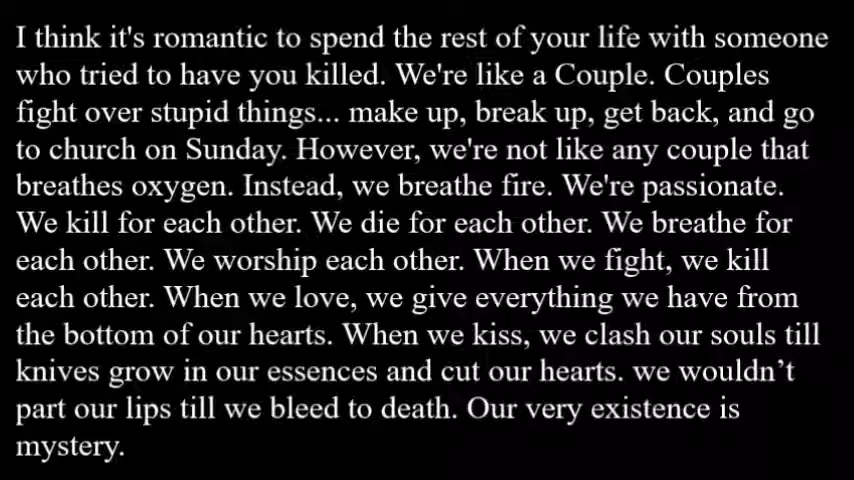 I think it's romantic to spend the rest of your life with someone
who tried to have you killed. We're like a Couple. Couples
fight over stupid things... make up, break up, get back, and go
to church on Sunday. However, we're not like any couple that
breathes oxygen. Instead, we breathe fire. We're passionate.
We kill for each other. We die for each other. We breathe for
each other. We worship each other. When we fight, we kill
each other. When we love, we give everything we have from
the bottom of our hearts. When we kiss, we clash our souls till
knives grow in our essences and cut our hearts. we wouldn’t
part our lips till we bleed to death. Our very existence is
mystery.